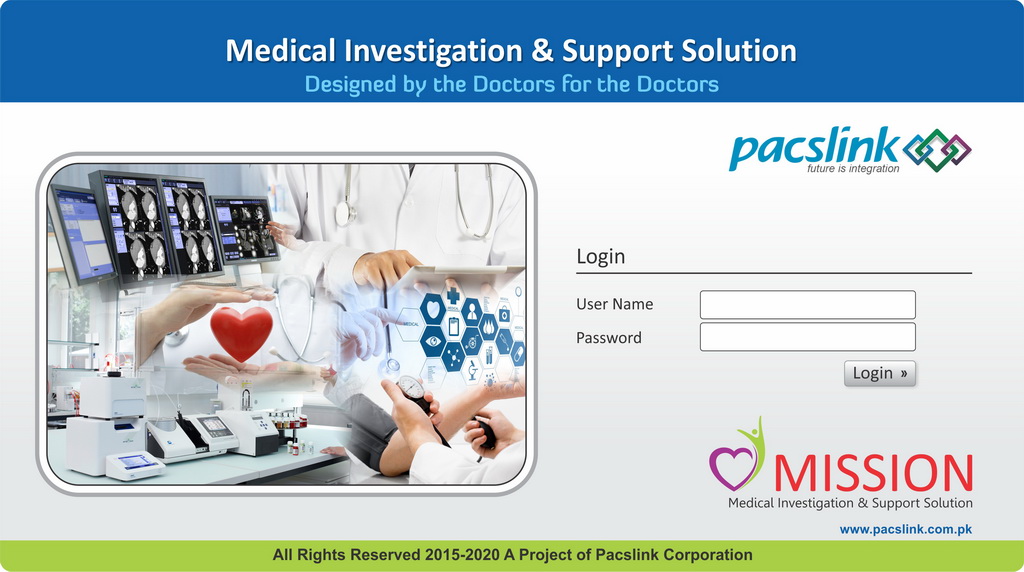 Medical Investigation & Support Solution
Designed by the Doctors for the Doctors
pacslink
future is integration
Login
User Name
Password
Login »
MISSION
Medical Investigation & Support Solution
www.pacslink.com.pk
All Rights Reserved 2015-2020 A Project of Pacslink Corporation